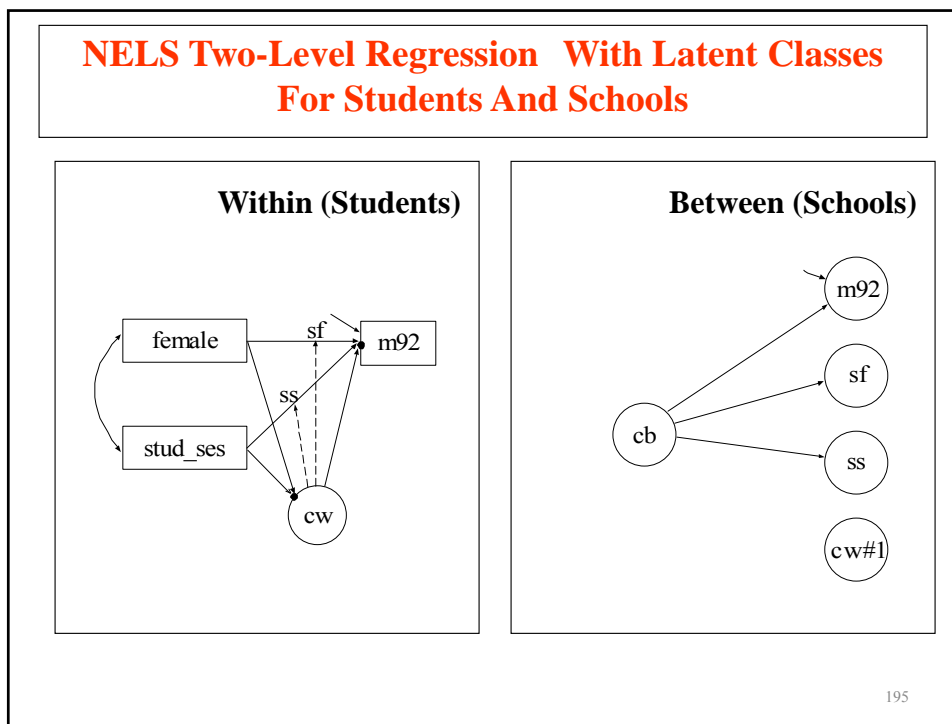 NELS Two-Level Regression With Latent Classes
For Students And Schools
Within (Students)
female
stud_ses
sf
ss
m92
cw
Between (Schools)
m92
sf
cb
ss
cw#1
195